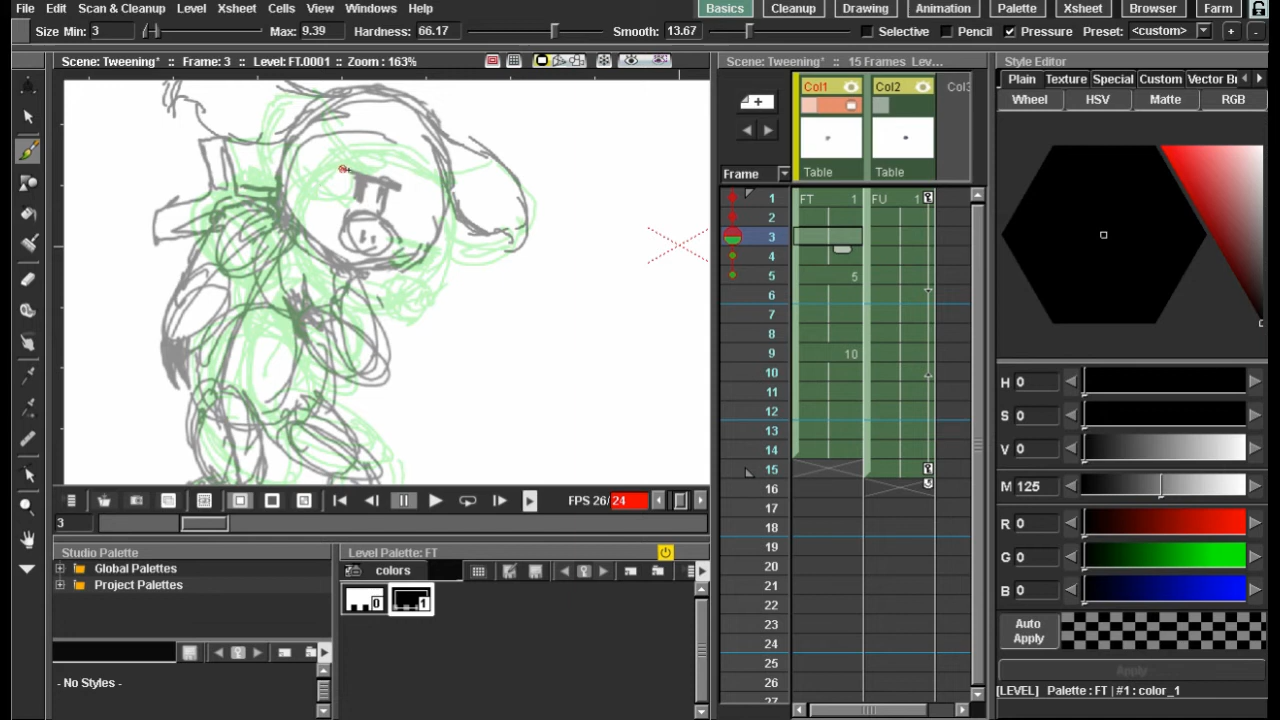 File Edit Scan & Cleanup Level Xsheet Cells View Windows Help Basics Cleanup Drawing Animation Palette Xsheet Browser Farm
Size Min: 3 Max: 9.39 Hardness: 66.17 Smooth: 13.67 Selective Pencil Pressure Preset: <custom> + -
Scene: Tweening* :: Frame: 3 :: Level: FT.0001 :: Zoom: 163%
Scene: Tweening* :: 15 Frames Lev...
Style Editor
Col1 Col2 Col3
Plain Texture Special Custom Vector Br
Wheel HSV Matte RGB
Frame Table Table
1 FT 1 FU 1
2
3
4
5 5
6
7
8
9 10
10
11
12
13
14
15
16
17
18
19
20
21
22
23
24
25
26
27
H 0
S 0
V 0
M 125
R 0
G 0
B 0
Auto Apply
Apply
[LEVEL] Palette : FT | #1 : color_1
FPS 26/24
3
Studio Palette
Global Palettes
Project Palettes
- No Styles -
Level Palette: FT
colors
0 1